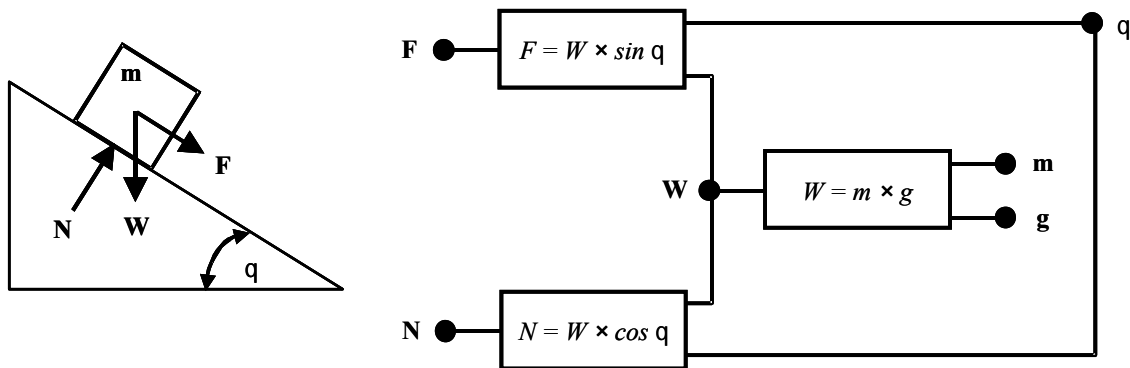 m
F
N
W
q
F
F = W × sin q
q
W
W = m × g
m
g
N
N = W × cos q